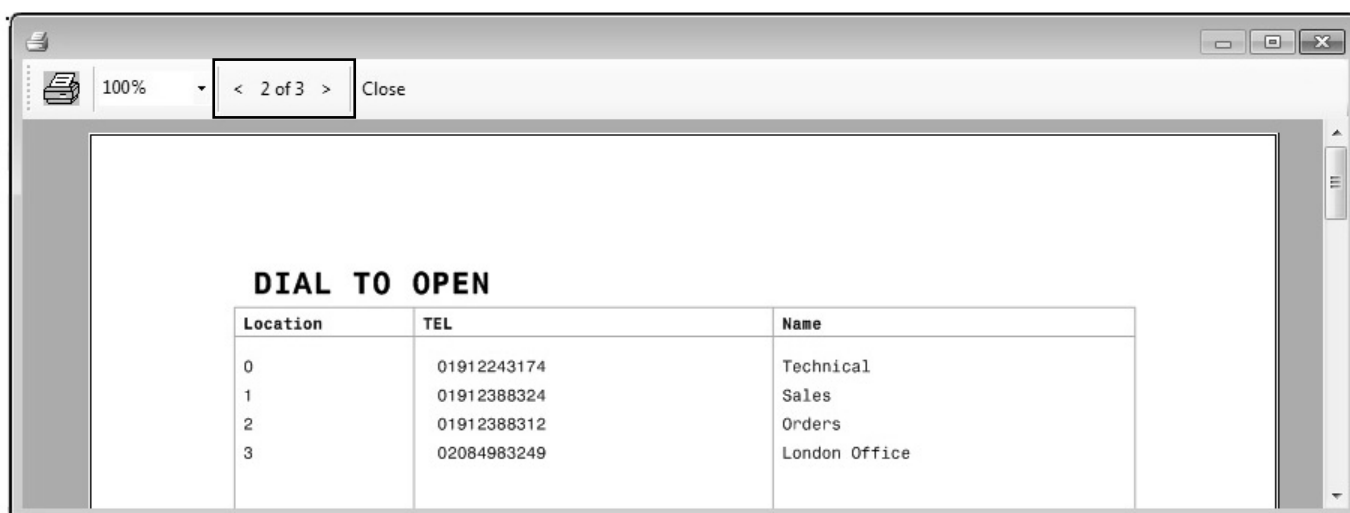 100% < 2 of 3 > Close
DIAL TO OPEN
Location TEL Name
0 01912243174 Technical
1 01912388324 Sales
2 01912388312 Orders
3 02084983249 London Office